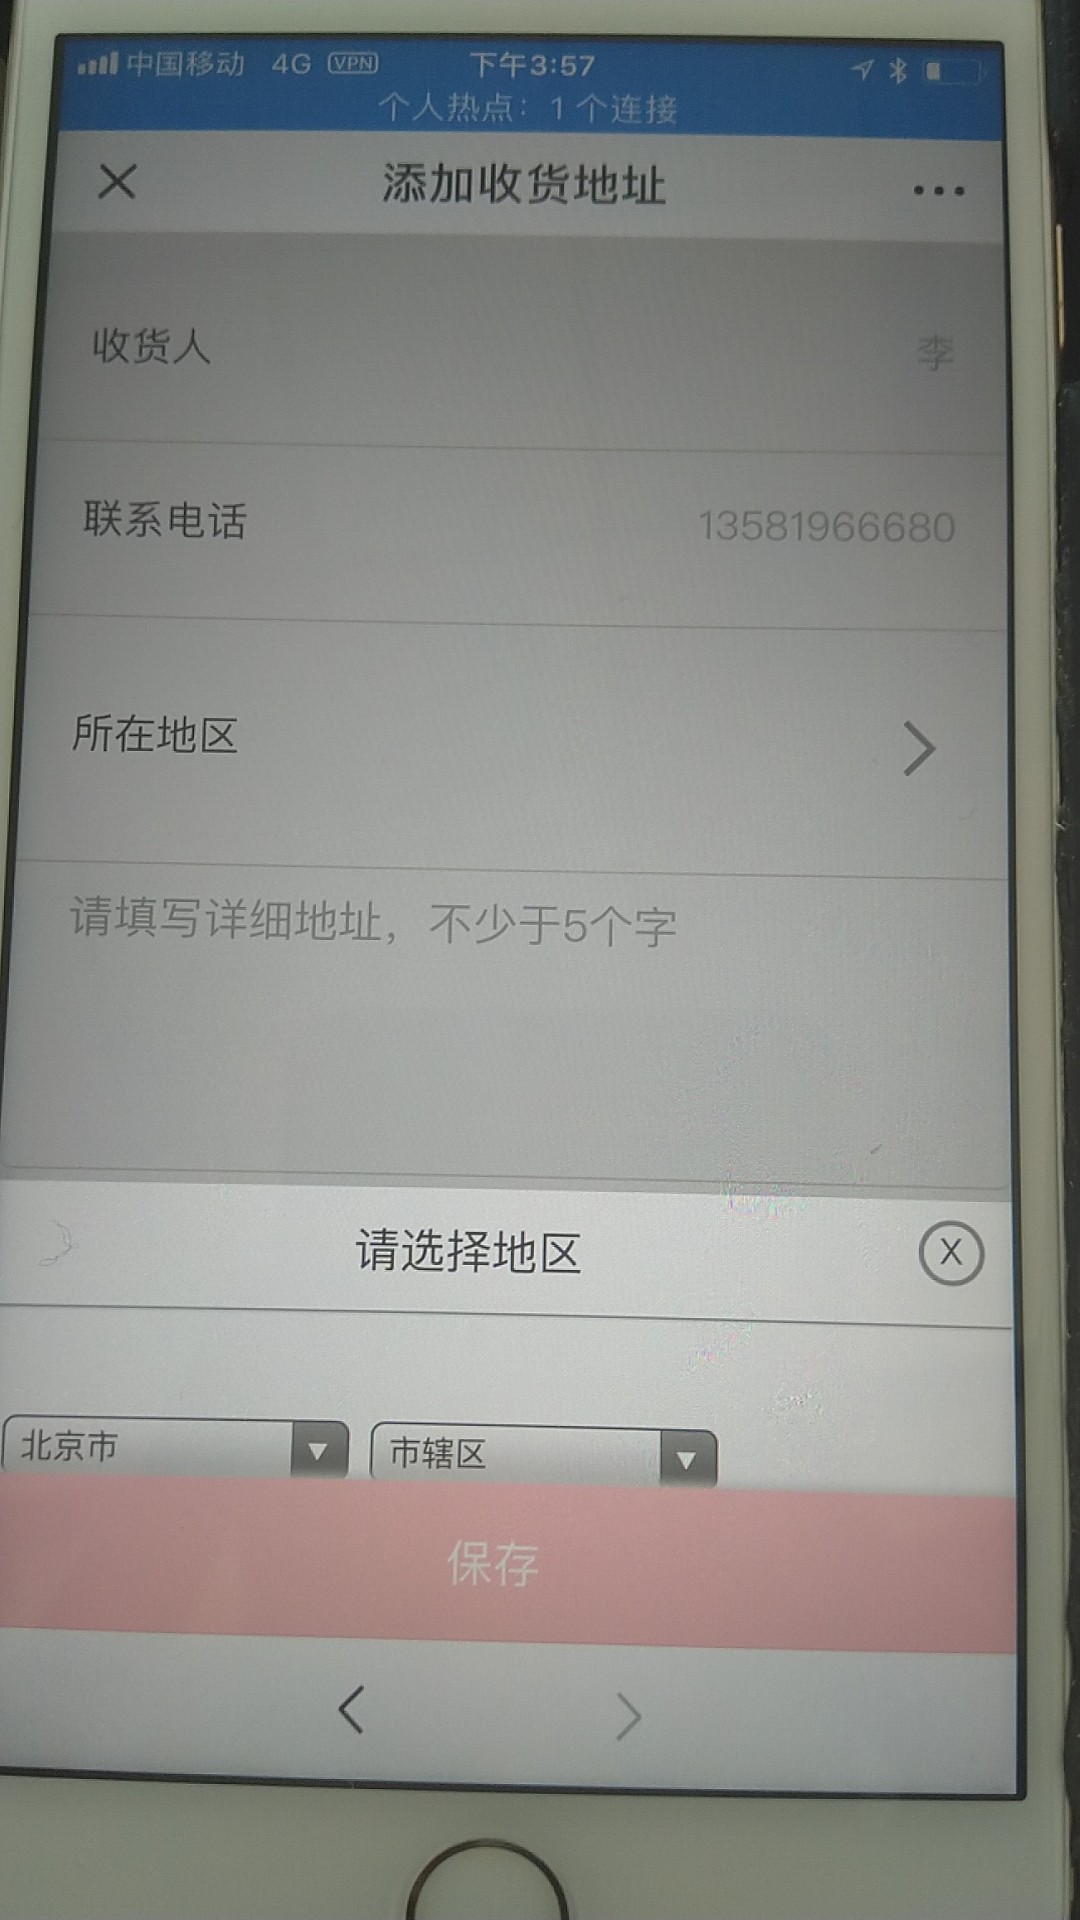 中国移动 4G VPN 下午3:57
个人热点：1 个连接
添加收货地址
收货人 李
联系电话 13581966680
所在地区
请填写详细地址，不少于5个字
请选择地区 X
北京市 市辖区
保存